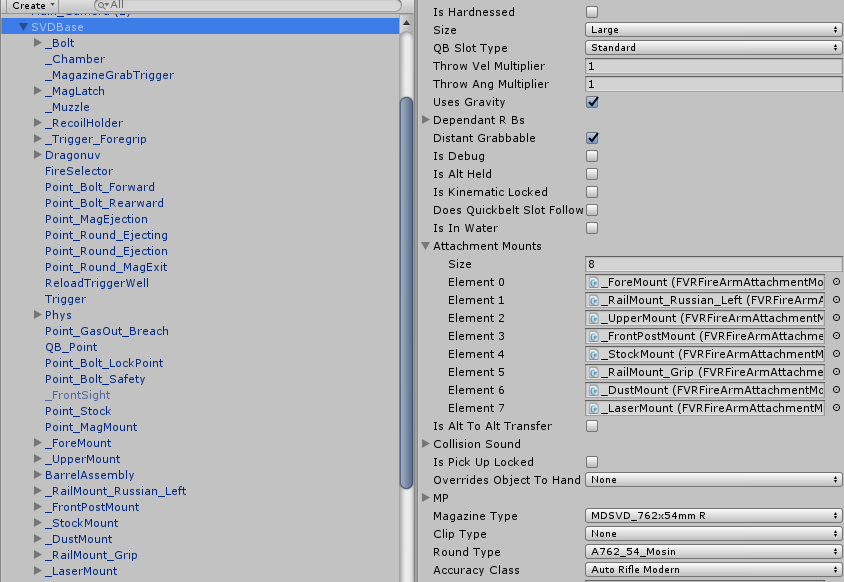 Create
All
SVDBase
_Bolt
_Chamber
_MagazineGrabTrigger
_MagLatch
_Muzzle
_RecoilHolder
_Trigger_Foregrip
Dragonuv
FireSelector
Point_Bolt_Forward
Point_Bolt_Rearward
Point_MagEjection
Point_Round_Ejecting
Point_Round_Ejection
Point_Round_MagExit
ReloadTriggerWell
Trigger
Phys
Point_GasOut_Breach
QB_Point
Point_Bolt_LockPoint
Point_Bolt_Safety
_FrontSight
Point_Stock
Point_MagMount
_ForeMount
_UpperMount
BarrelAssembly
_RailMount_Russian_Left
_FrontPostMount
_StockMount
_DustMount
_RailMount_Grip
_LaserMount
Is Hardnessed
Size Large
QB Slot Type Standard
Throw Vel Multiplier 1
Throw Ang Multiplier 1
Uses Gravity
Dependant R Bs
Distant Grabbable
Is Debug
Is Alt Held
Is Kinematic Locked
Does Quickbelt Slot Follow
Is In Water
Attachment Mounts
Size 8
Element 0 _ForeMount (FVRFireArmAttachmentMo
Element 1 _RailMount_Russian_Left (FVRFireArmA
Element 2 _UpperMount (FVRFireArmAttachmentM
Element 3 _FrontPostMount (FVRFireArmAttachme
Element 4 _StockMount (FVRFireArmAttachmentM
Element 5 _RailMount_Grip (FVRFireArmAttachme
Element 6 _DustMount (FVRFireArmAttachmentMo
Element 7 _LaserMount (FVRFireArmAttachmentM
Is Alt To Alt Transfer
Collision Sound
Is Pick Up Locked
Overrides Object To Hand None
MP
Magazine Type MDSVD_762x54mm R
Clip Type None
Round Type A762_54_Mosin
Accuracy Class Auto Rifle Modern